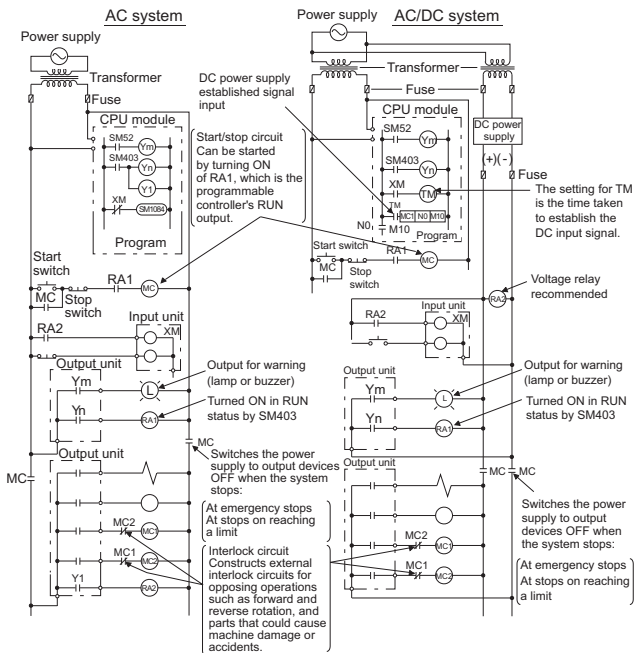 AC system
Power supply
Transformer
Fuse
CPU module
SM52
Ym
SM403
Yn
Y1
XM
SM1084
Program
Start
switch
MC
Stop
switch
RA1
MC
RA2
Input unit
XM
Output unit
Ym
L
Yn
RA1
Output for warning
(lamp or buzzer)
Turned ON in RUN
status by SM403
MC
MC
Output unit
MC2
MC1
MC1
MC2
Y1
RA2
Switches the power
supply to output devices
OFF when the system
stops:
At emergency stops
At stops on reaching
a limit
Interlock circuit
Constructs external
interlock circuits for
opposing operations
such as forward and
reverse rotation, and
parts that could cause
machine damage or
accidents.
DC power supply
established signal
input
Start/stop circuit
Can be started
by turning ON
of RA1, which is the
programmable
controller's RUN
output.
AC/DC system
Power supply
Transformer
Fuse
CPU module
SM52
Ym
SM403
Yn
XM
TM
TM
MC1 N0 M10
N0
M10
Program
DC power
supply
(+)(-)
Fuse
The setting for TM
is the time taken
to establish the
DC input signal.
Start switch
MC
Stop
switch
RA1
MC
RA2
Voltage relay
recommended
RA2
Input unit
XM
Output unit
Ym
L
Yn
RA1
Output for warning
(lamp or buzzer)
Turned ON in RUN
status by SM403
Output unit
MC
MC
MC2
MC1
MC1
MC2
Switches the power
supply to output
devices OFF when
the system stops:
At emergency stops
At stops on reaching
a limit